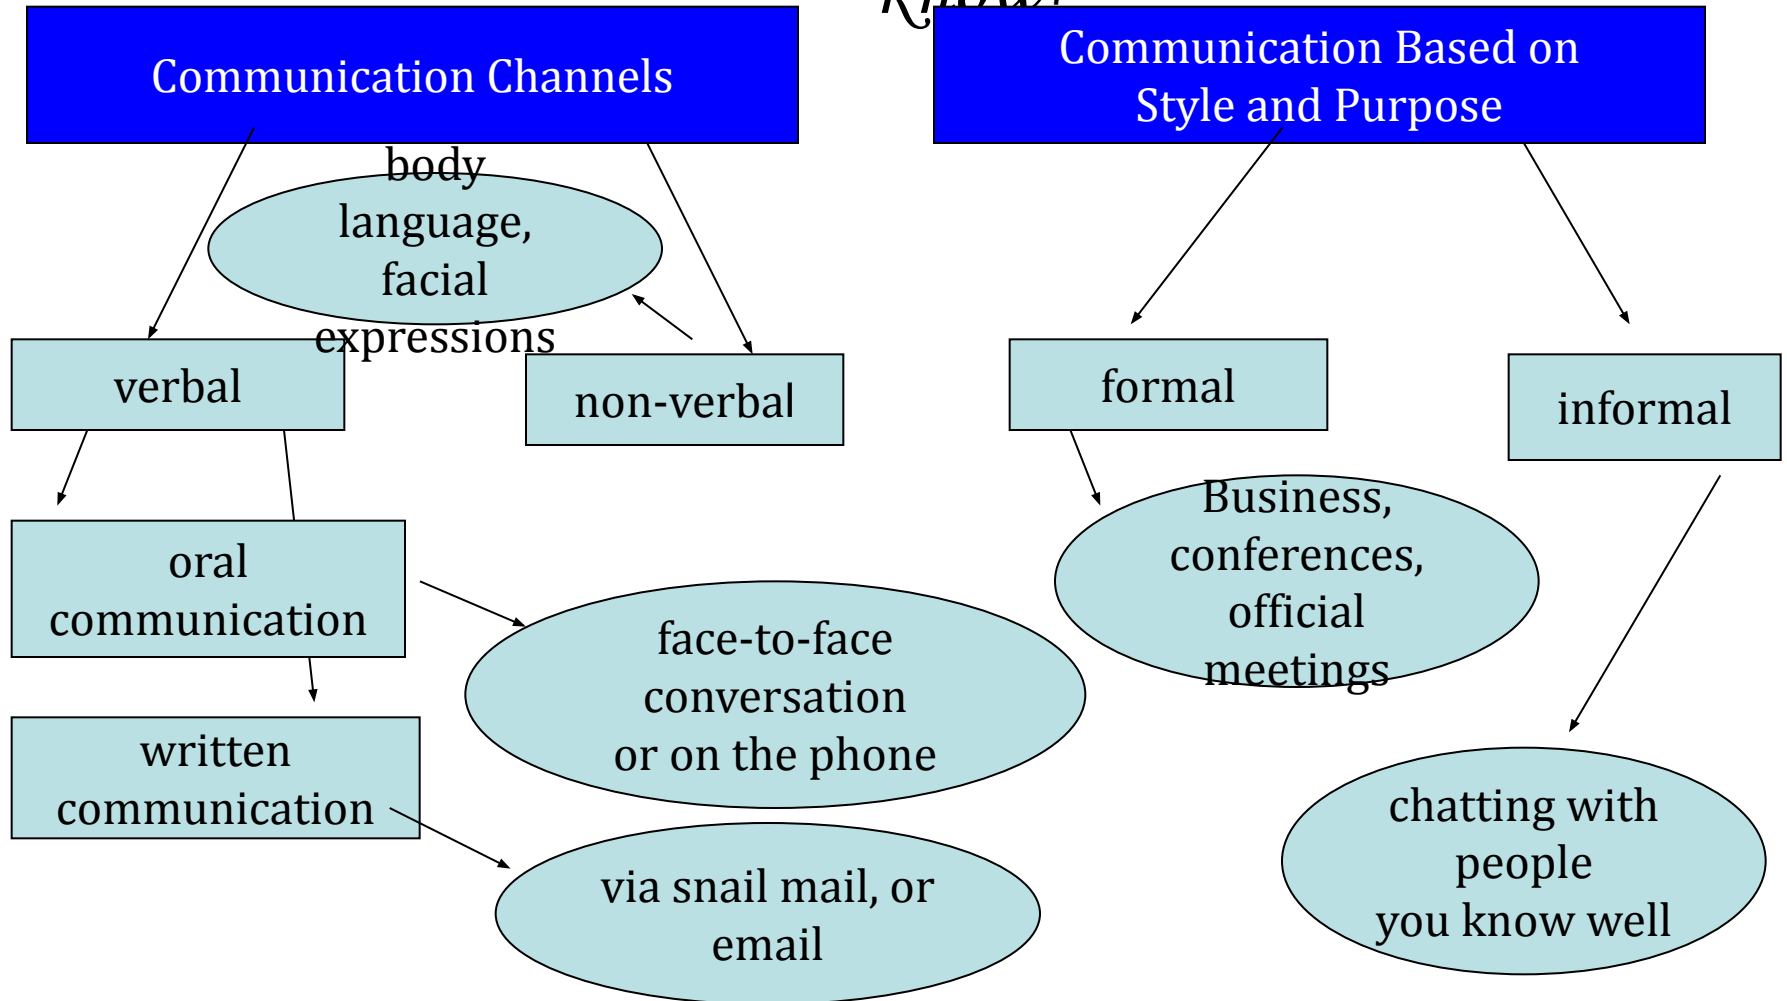 know!
Communication Channels
Communication Based on
Style and Purpose
body
language,
facial
expressions
verbal
non-verbal
formal
informal
oral
communication
Business,
conferences,
official
meetings
face-to-face
conversation
or on the phone
written
communication
chatting with
people
you know well
via snail mail, or
email